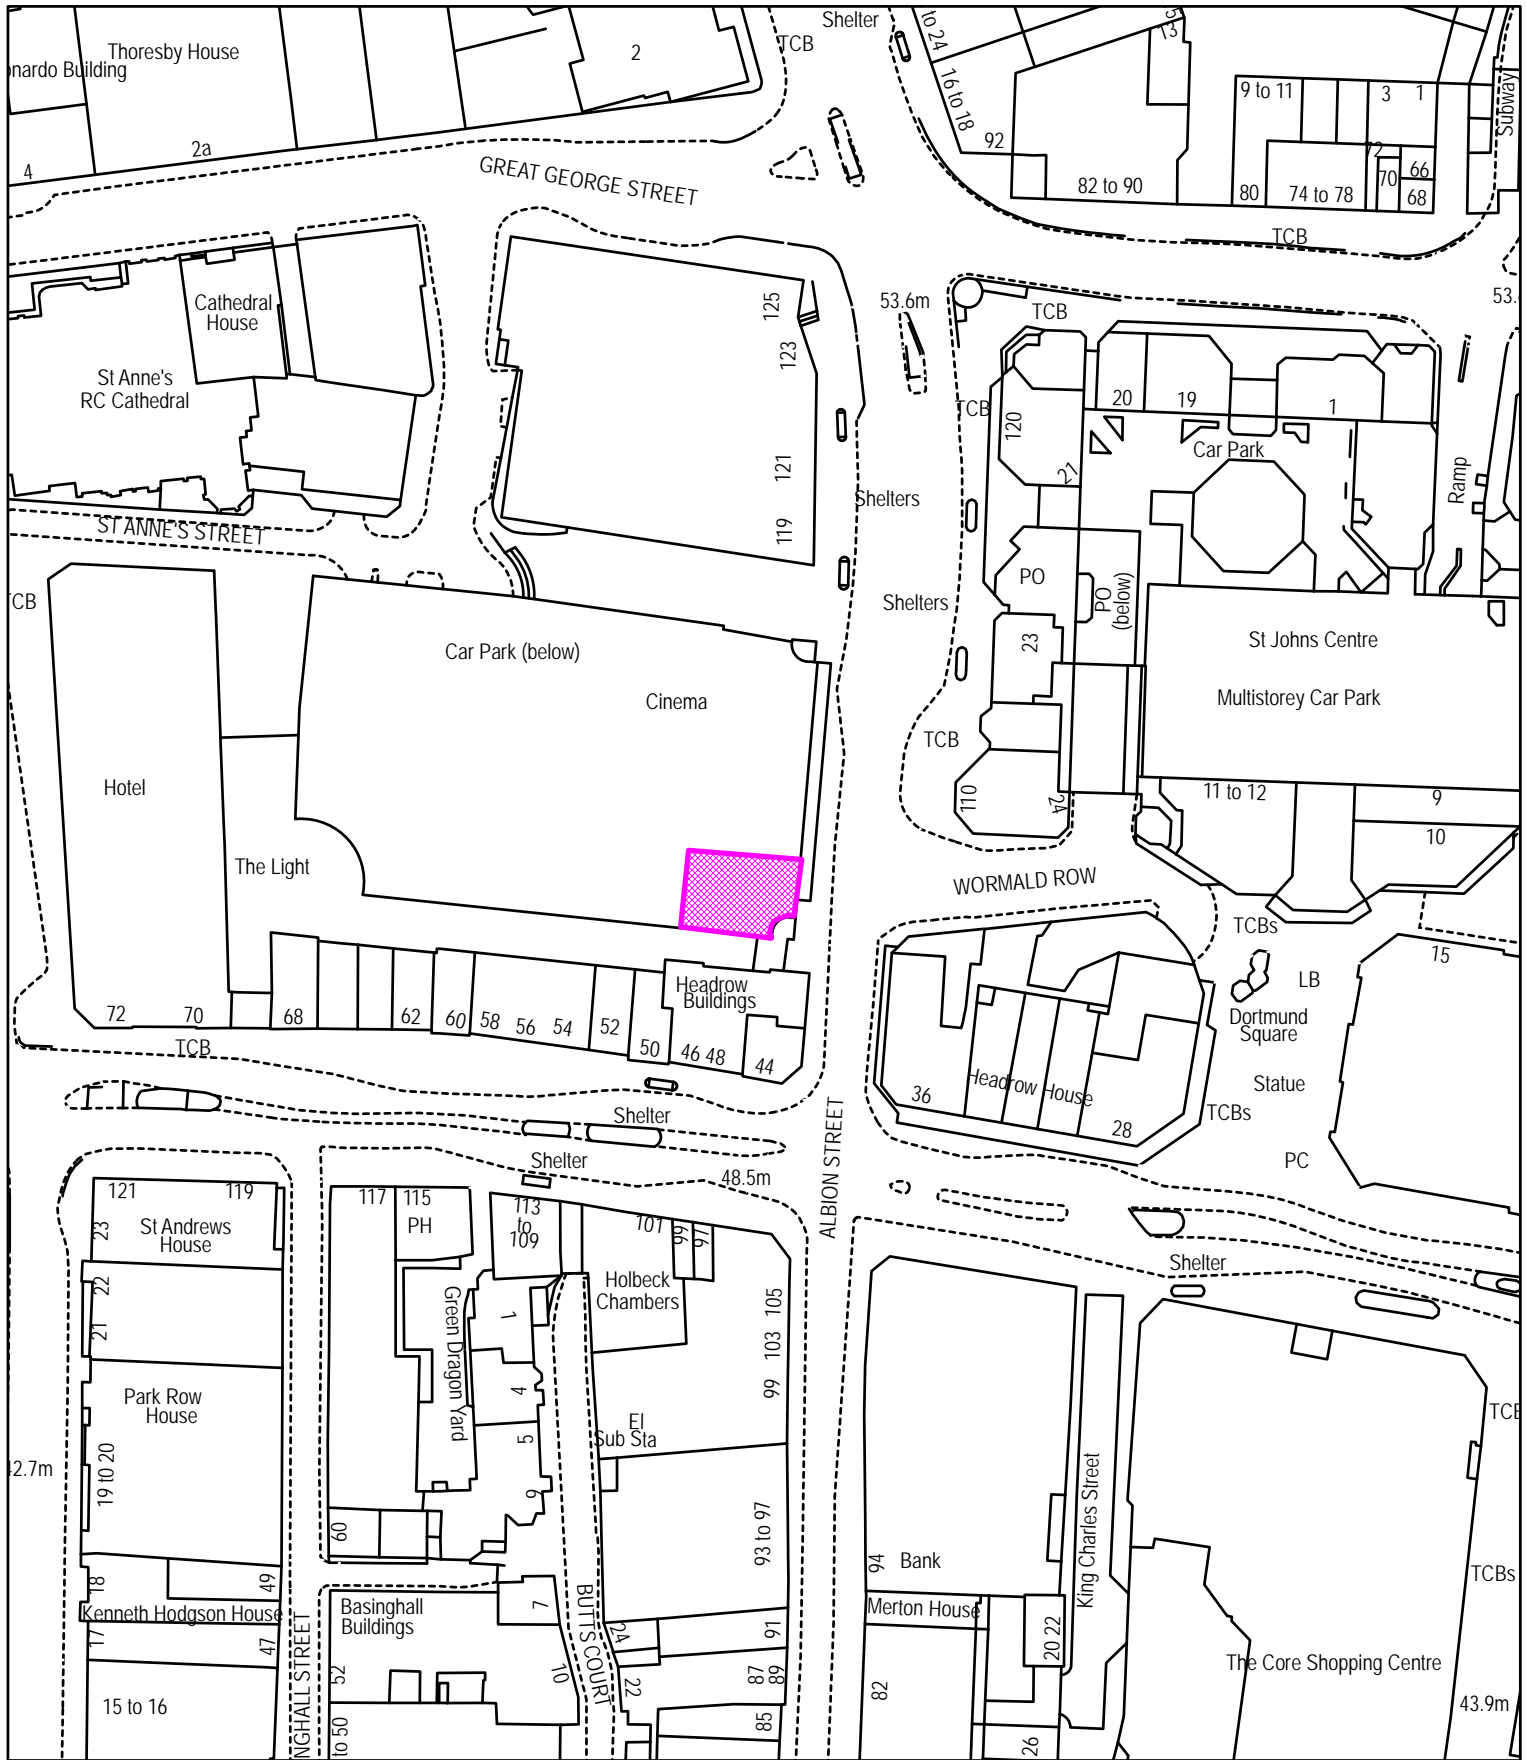 Shelter
to 24
13
TCB
Thoresby House
2
onardo Building
Subway
16 to 18
9 to 11
3
1
92
2a
72
4
GREAT GEORGE STREET
82 to 90
80
74 to 78
70
66
68
TCB
Cathedral
House
125
53.6m
TCB
53.
123
St Anne's
RC Cathedral
TCB
120
20
19
1
Car Park
121
21
Ramp
Shelters
ST ANNE'S STREET
119
PO
PO
(below)
TCB
Shelters
23
St Johns Centre
Car Park (below)
Cinema
Multistorey Car Park
TCB
Hotel
110
24
11 to 12
9
10
The Light
WORMALD ROW
TCBs
15
Headrow
Buildings
LB
72
70
68
62
60
58
56
54
52
50
46 48
44
Dortmund
Square
TCB
Statue
36
Headrow House
28
TCBs
Shelter
ALBION STREET
Shelter
48.5m
PC
121
119
117
115
PH
113
to
109
101
99
97
23
St Andrews
House
Shelter
22
21
Green Dragon Yard
1
Holbeck
Chambers
105
103
99
Park Row
House
4
El
Sub Sta
5
TCB
42.7m
19 to 20
9
93 to 97
King Charles Street
60
94
Bank
TCBs
18
49
Kenneth Hodgson House
Basinghall
Buildings
7
BUTTS COURT
24
91
Merton House
20 22
17
47
NGHALL STREET
52
10
22
87
89
82
The Core Shopping Centre
15 to 16
to 50
85
26
43.9m